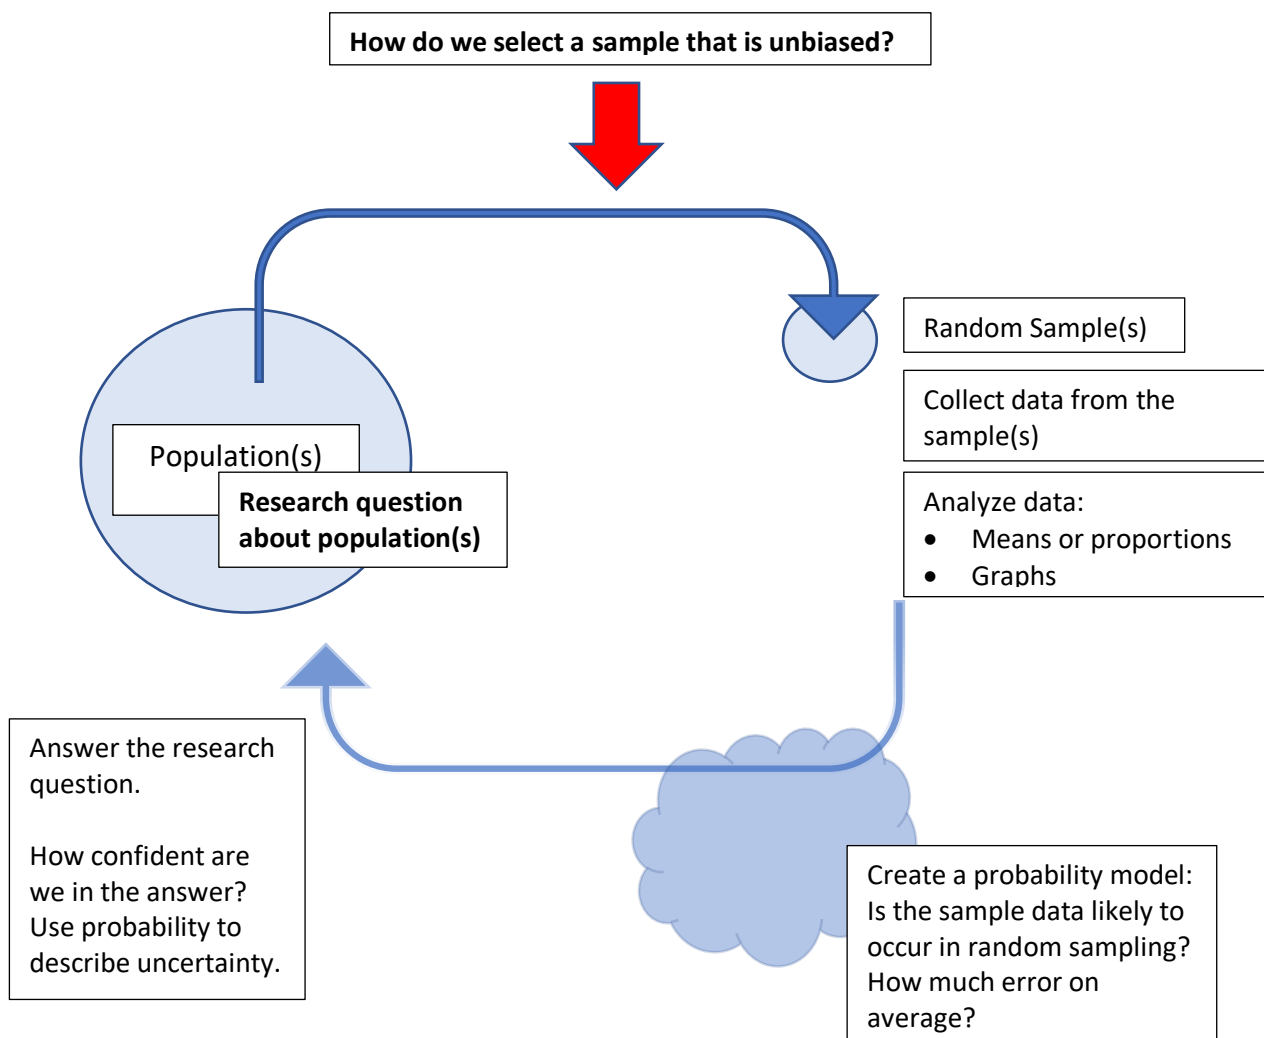 How do we select a sample that is unbiased?
Random Sample(s)
Collect data from the
sample(s)
Analyze data:
• Means or proportions
• Graphs
Population(s)
Research question
about population(s)
Answer the research
question.
How confident are
we in the answer?
Use probability to
describe uncertainty.
Create a probability model:
Is the sample data likely to
occur in random sampling?
How much error on
average?